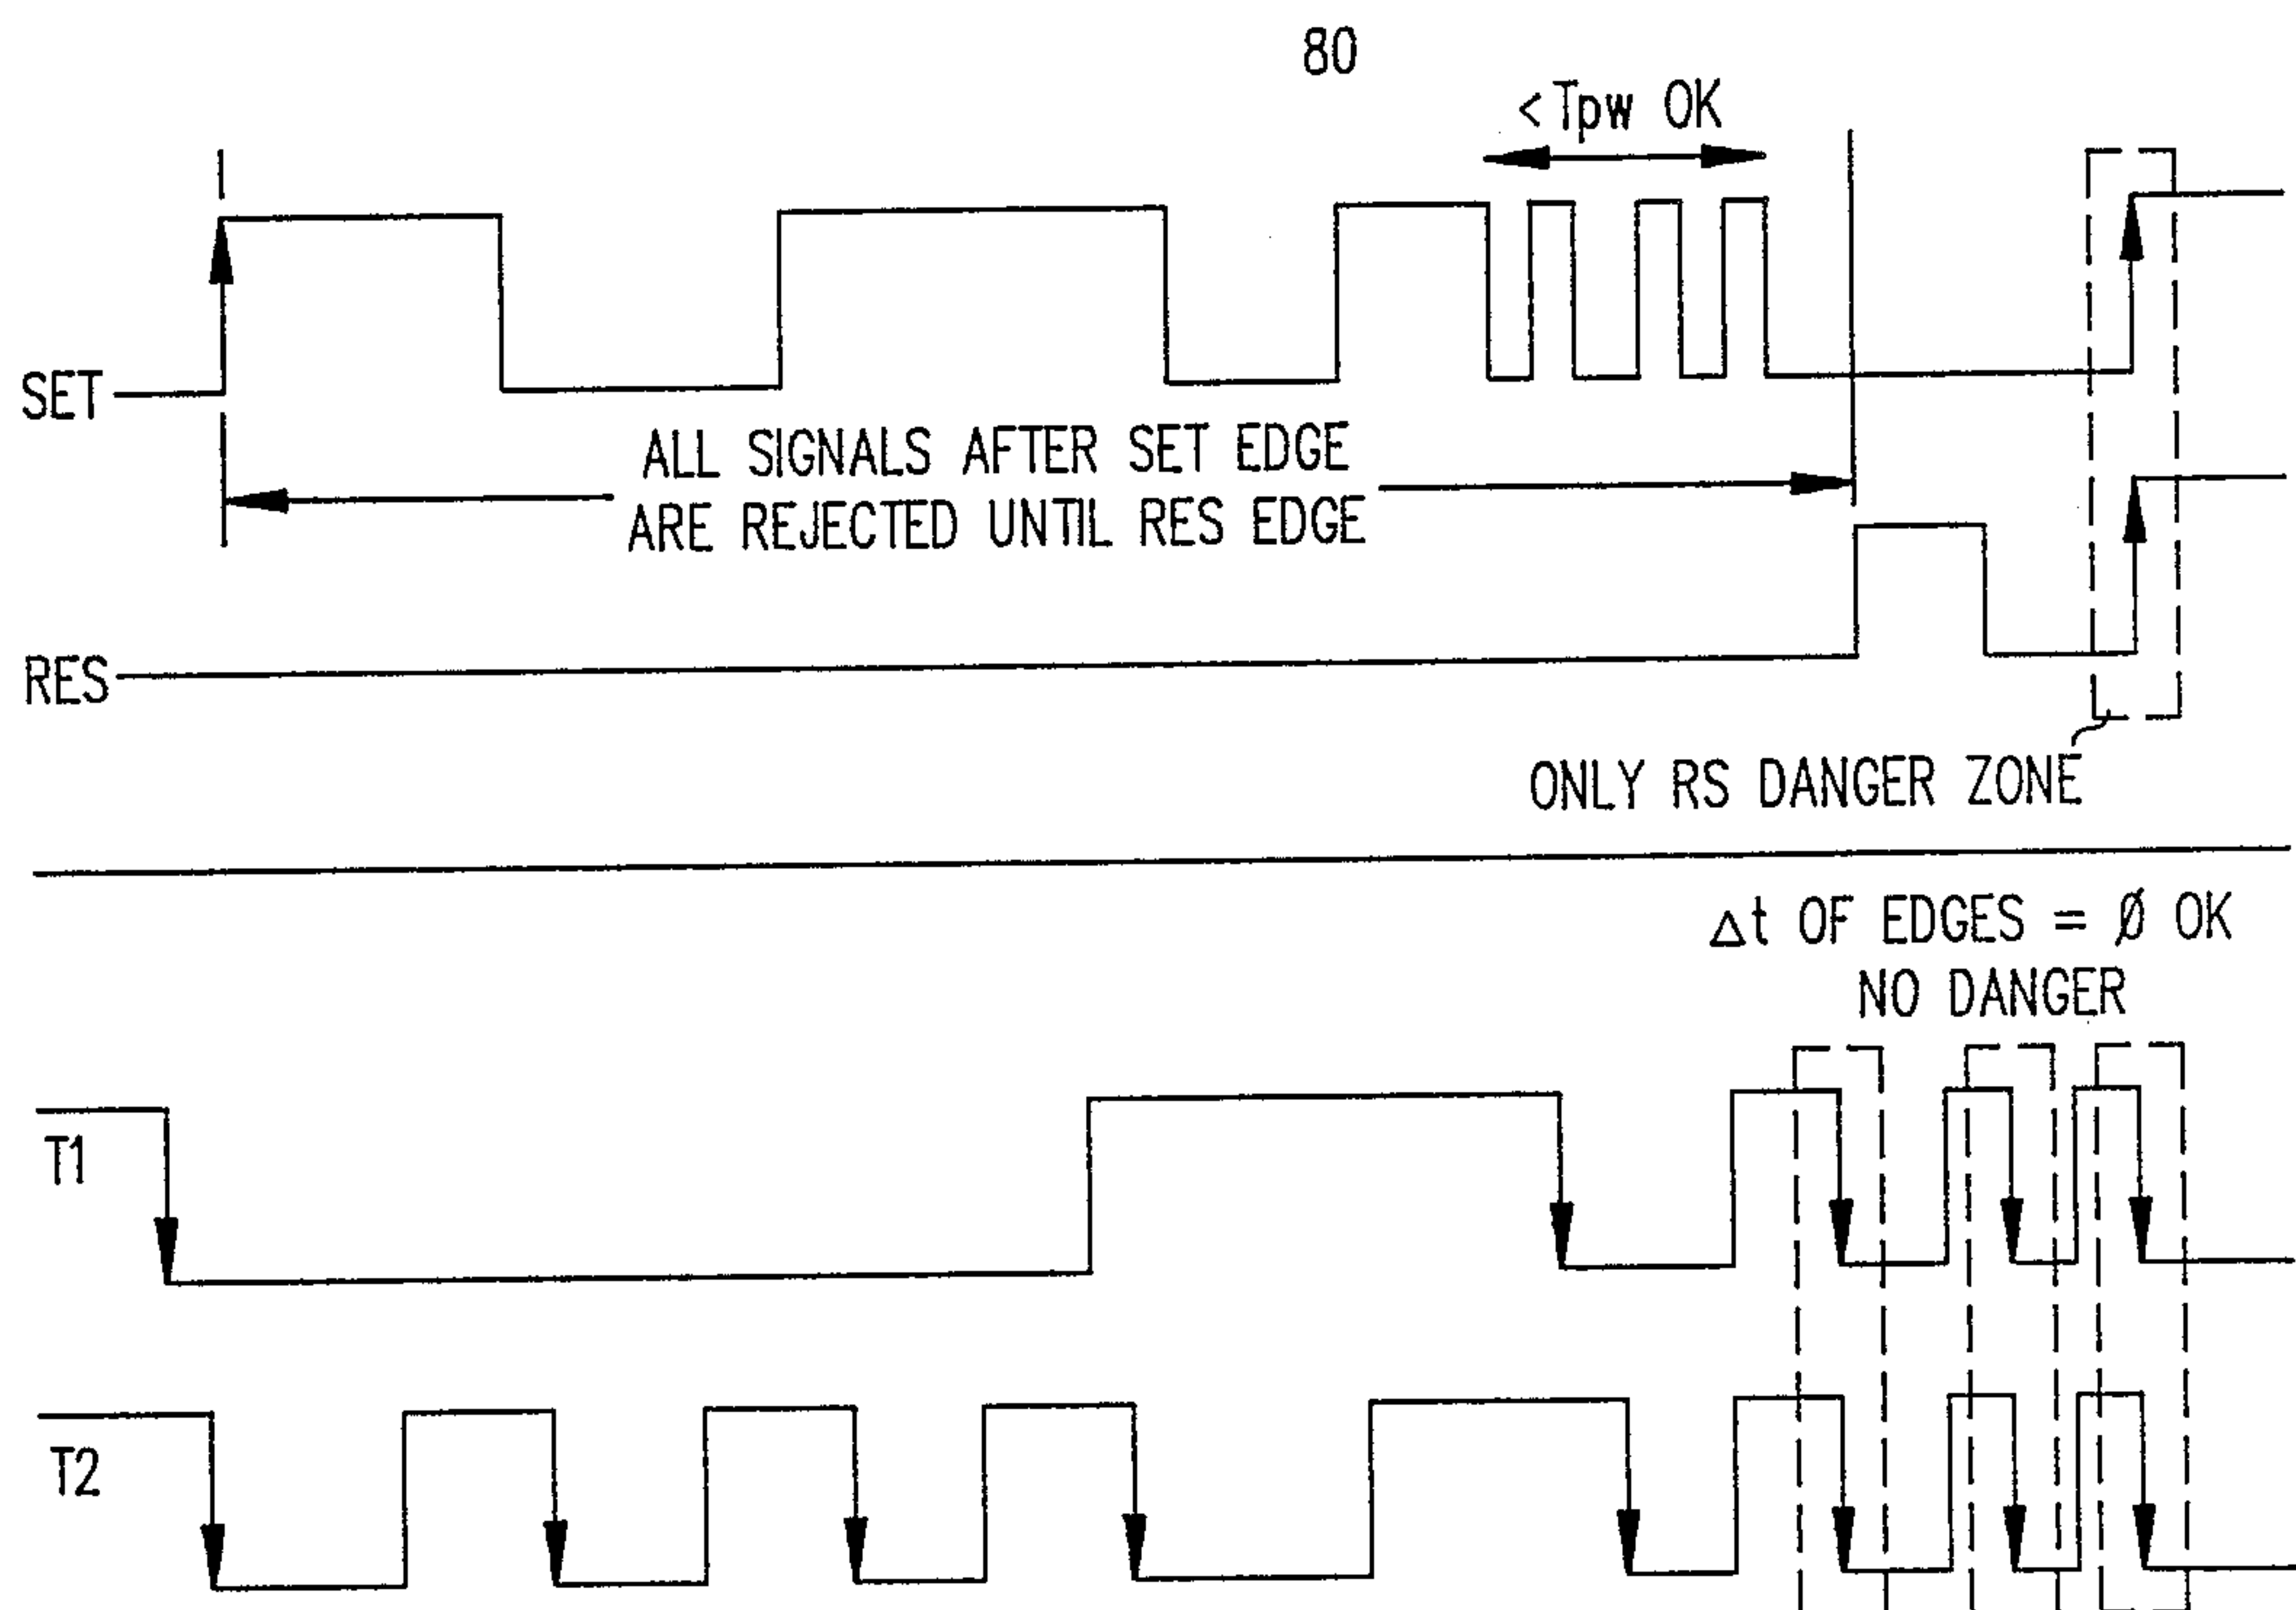 80
<Tpw OK
SET
ALL SIGNALS AFTER SET EDGE
ARE REJECTED UNTIL RES EDGE
RES
ONLY RS DANGER ZONE
Δt OF EDGES = Ø OK
NO DANGER
T1
T2